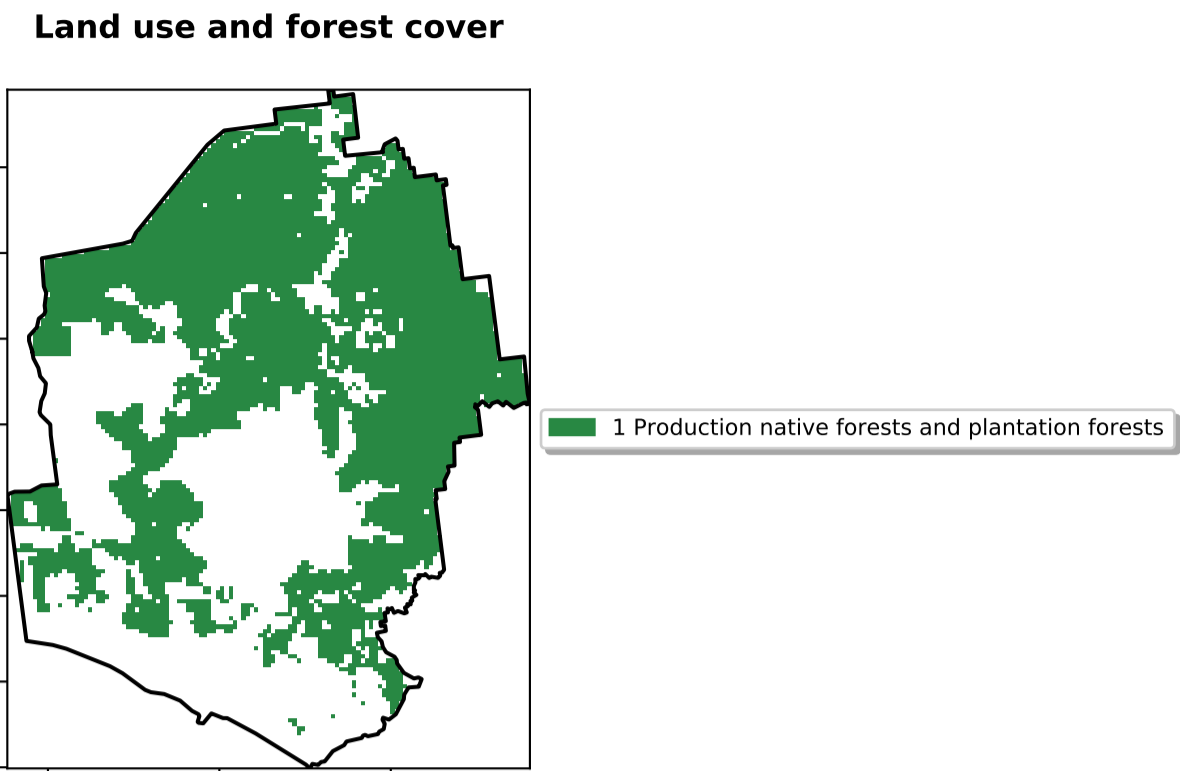 Land use and forest cover
1 Production native forests and plantation forests